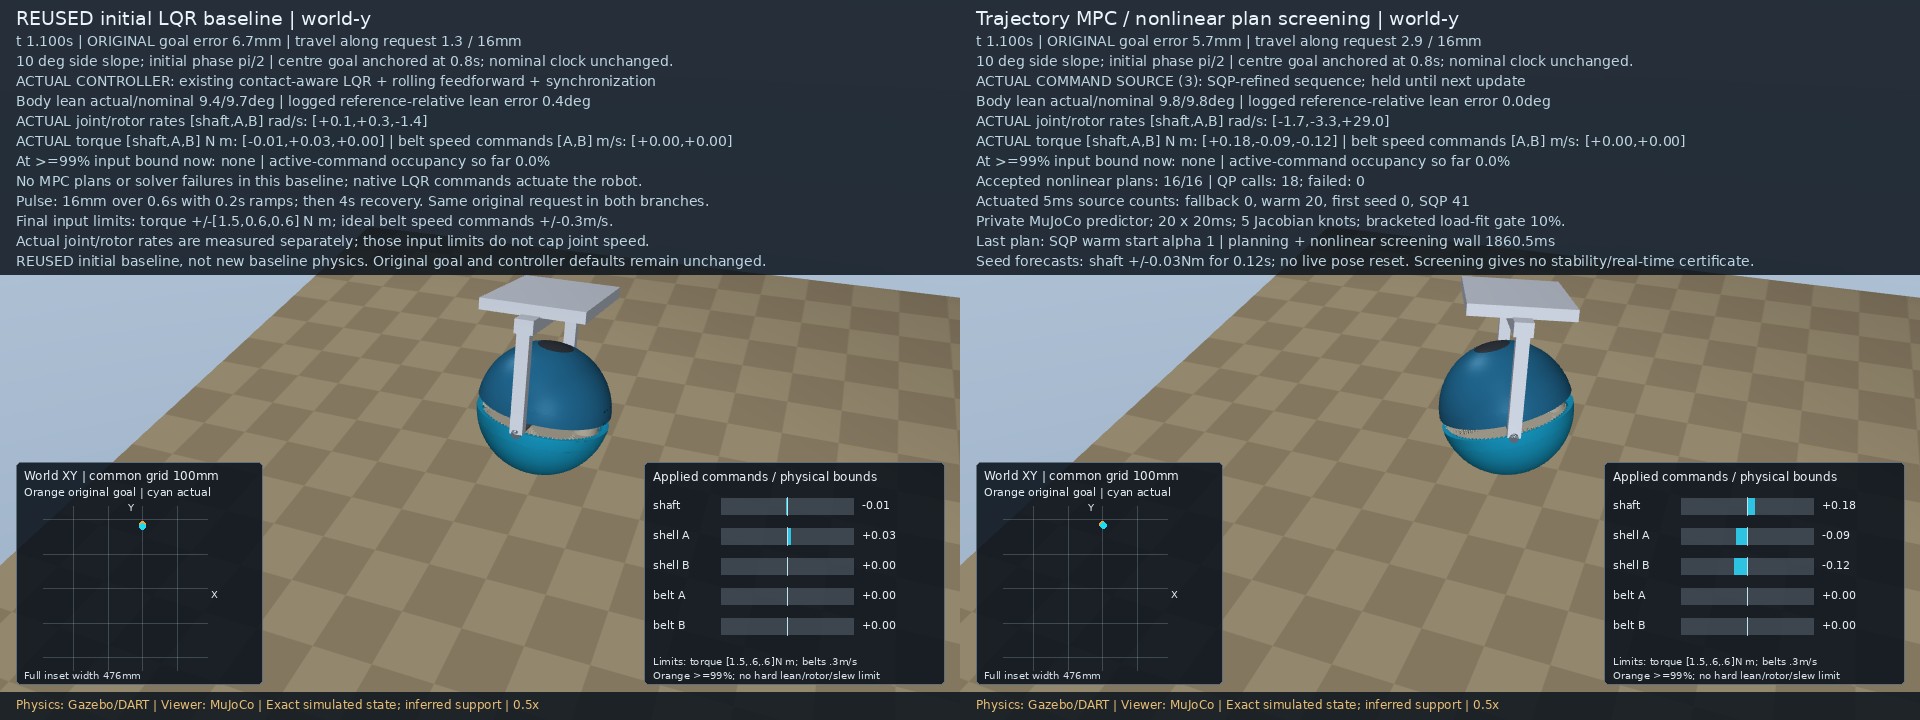 REUSED initial LQR baseline | world-y
t 1.100s | ORIGINAL goal error 6.7mm | travel along request 1.3 / 16mm
10 deg side slope; initial phase pi/2 | centre goal anchored at 0.8s; nominal clock unchanged.
ACTUAL CONTROLLER: existing contact-aware LQR + rolling feedforward + synchronization
Body lean actual/nominal 9.4/9.7deg | logged reference-relative lean error 0.4deg
ACTUAL joint/rotor rates [shaft,A,B] rad/s: [+0.1,+0.3,-1.4]
ACTUAL torque [shaft,A,B] N m: [-0.01,+0.03,+0.00] | belt speed commands [A,B] m/s: [+0.00,+0.00]
At >=99% input bound now: none | active-command occupancy so far 0.0%
No MPC plans or solver failures in this baseline; native LQR commands actuate the robot.
Pulse: 16mm over 0.6s with 0.2s ramps; then 4s recovery. Same original request in both branches.
Final input limits: torque +/-[1.5,0.6,0.6] N m; ideal belt speed commands +/-0.3m/s.
Actual joint/rotor rates are measured separately; those input limits do not cap joint speed.
REUSED initial baseline, not new baseline physics. Original goal and controller defaults remain unchanged.
World XY | common grid 100mm
Orange original goal | cyan actual
Y
X
Full inset width 476mm
Applied commands / physical bounds
shaft -0.01
shell A +0.03
shell B +0.00
belt A +0.00
belt B +0.00
Limits: torque [1.5,.6,.6]N m; belts .3m/s
Orange >=99%; no hard lean/rotor/slew limit
Physics: Gazebo/DART | Viewer: MuJoCo | Exact simulated state; inferred support | 0.5x
Trajectory MPC / nonlinear plan screening | world-y
t 1.100s | ORIGINAL goal error 5.7mm | travel along request 2.9 / 16mm
10 deg side slope; initial phase pi/2 | centre goal anchored at 0.8s; nominal clock unchanged.
ACTUAL COMMAND SOURCE (3): SQP-refined sequence; held until next update
Body lean actual/nominal 9.8/9.8deg | logged reference-relative lean error 0.0deg
ACTUAL joint/rotor rates [shaft,A,B] rad/s: [-1.7,-3.3,+29.0]
ACTUAL torque [shaft,A,B] N m: [+0.18,-0.09,-0.12] | belt speed commands [A,B] m/s: [+0.00,+0.00]
At >=99% input bound now: none | active-command occupancy so far 0.0%
Accepted nonlinear plans: 16/16 | QP calls: 18; failed: 0
Actuated 5ms source counts: fallback 0, warm 20, first seed 0, SQP 41
Private MuJoCo predictor; 20 x 20ms; 5 Jacobian knots; bracketed load-fit gate 10%.
Last plan: SQP warm start alpha 1 | planning + nonlinear screening wall 1860.5ms
Seed forecasts: shaft +/-0.03Nm for 0.12s; no live pose reset. Screening gives no stability/real-time certificate.
World XY | common grid 100mm
Orange original goal | cyan actual
Y
X
Full inset width 476mm
Applied commands / physical bounds
shaft +0.18
shell A -0.09
shell B -0.12
belt A +0.00
belt B +0.00
Limits: torque [1.5,.6,.6]N m; belts .3m/s
Orange >=99%; no hard lean/rotor/slew limit
Physics: Gazebo/DART | Viewer: MuJoCo | Exact simulated state; inferred support | 0.5x